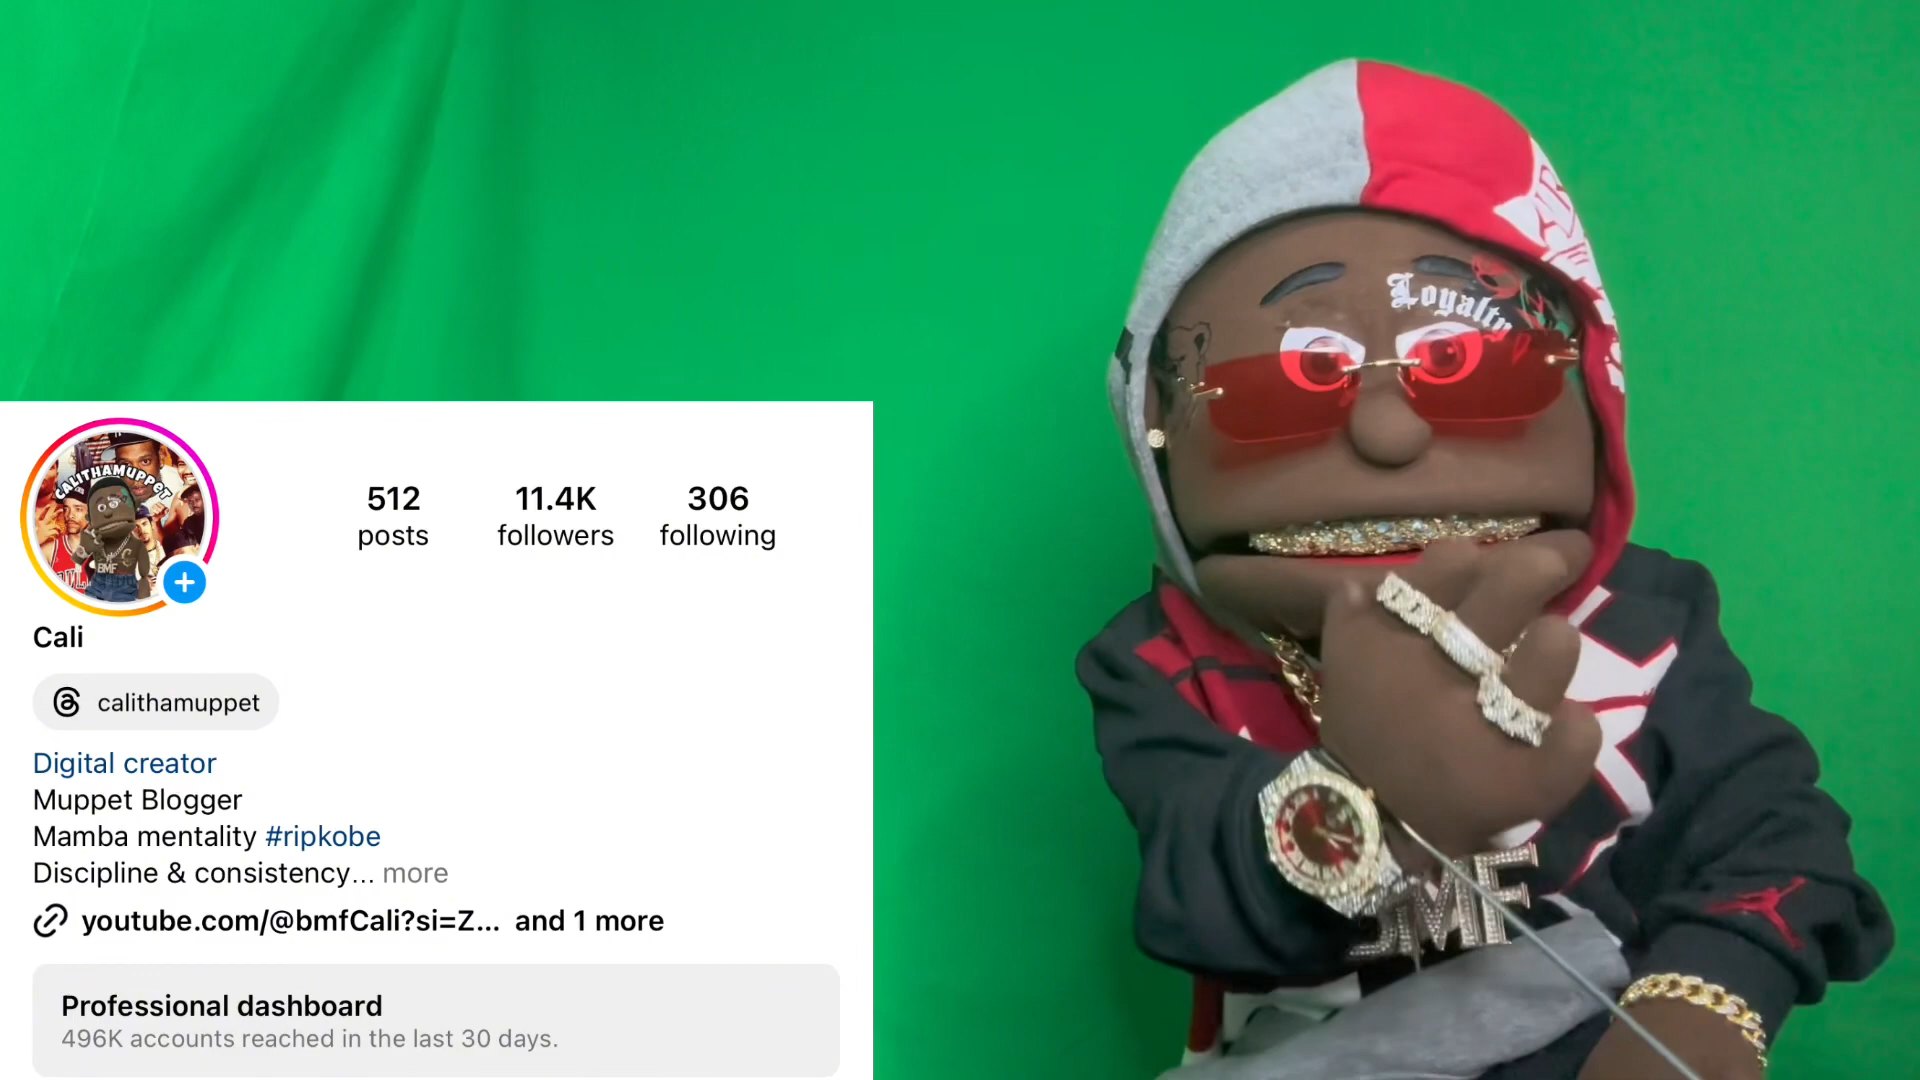 512
posts
11.4K
followers
306
following
CALITHAMUPPET
BMF
Cali
calithamuppet
Digital creator
Muppet Blogger
Mamba mentality #ripkobe
Discipline & consistency... more
youtube.com/@bmfCali?si=Z... and 1 more
Professional dashboard
496K accounts reached in the last 30 days.
Loyalty
BMF